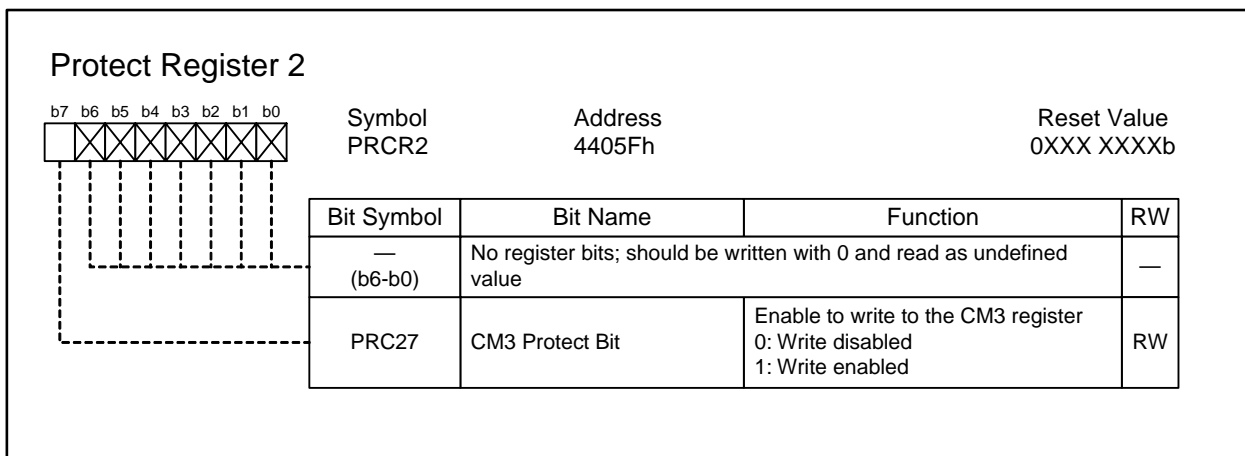 Protect Register 2
b7 b6 b5 b4 b3 b2 b1 b0
Symbol Address Reset Value
PRCR2 4405Fh 0XXX XXXXb
Bit Symbol Bit Name Function RW
—
(b6-b0)
No register bits; should be written with 0 and read as undefined
value
—
PRC27
CM3 Protect Bit
Enable to write to the CM3 register
0: Write disabled
1: Write enabled
RW